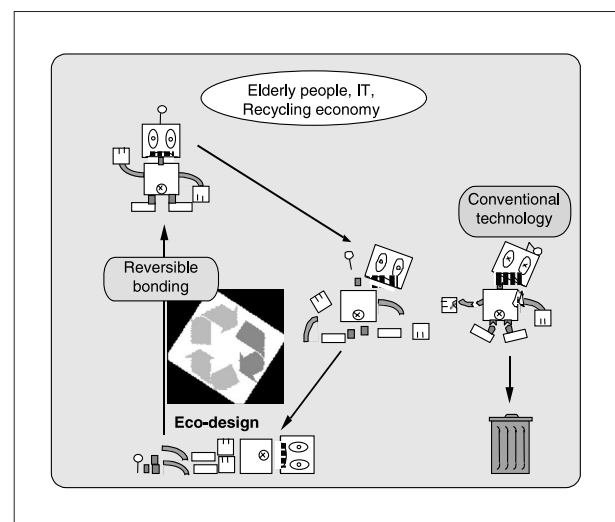 Elderly people, IT,
Recycling economy
Conventional
technology
Reversible
bonding
Eco-design